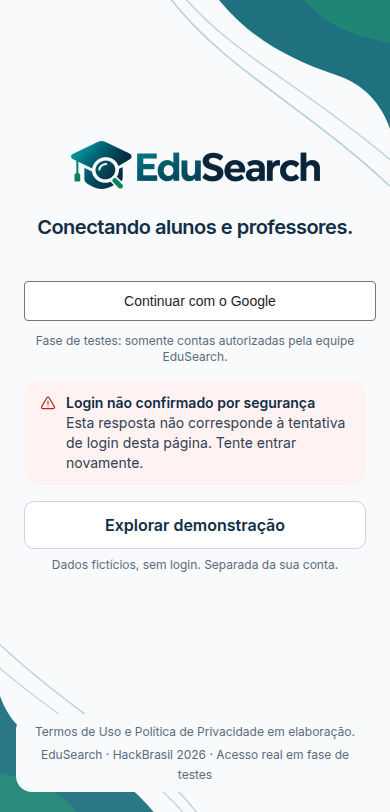 EduSearch
Conectando alunos e professores.
Continuar com o Google
Fase de testes: somente contas autorizadas pela equipe
EduSearch.
Login não confirmado por segurança
Esta resposta não corresponde à tentativa
de login desta página. Tente entrar
novamente.
Explorar demonstração
Dados fictícios, sem login. Separada da sua conta.
Termos de Uso e Política de Privacidade em elaboração.
EduSearch · HackBrasil 2026 · Acesso real em fase de
testes